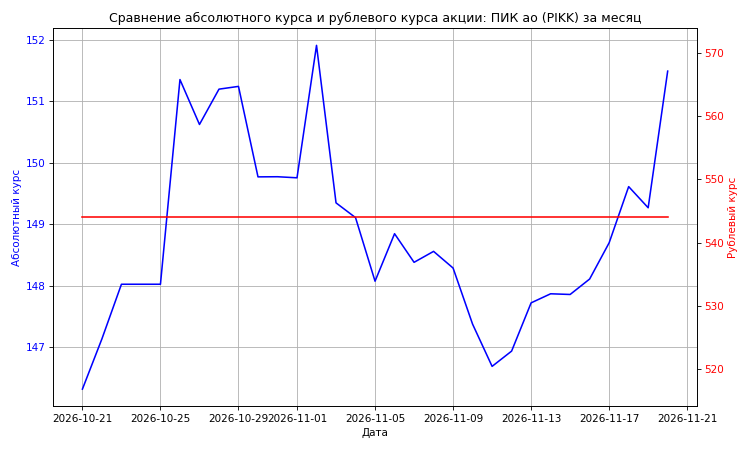 Сравнение абсолютного курса и рублевого курса акции: ПИК ао (PIKK) за месяц
152
151
150
149
148
147
Абсолютный курс
570
560
550
540
530
520
Рублевый курс
2026-10-21 2026-10-25 2026-10-29 2026-11-01 2026-11-05 2026-11-09 2026-11-13 2026-11-17 2026-11-21
Дата